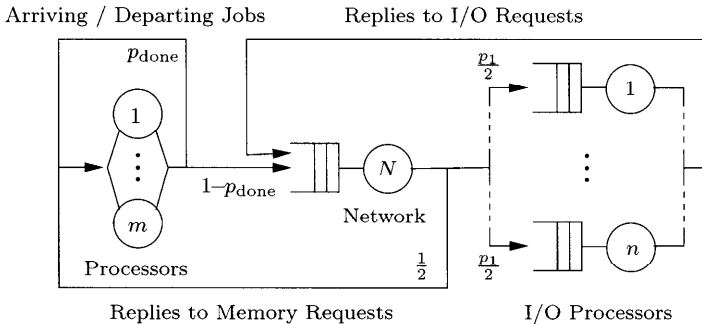 Arriving / Departing Jobs
Replies to I/O Requests
p_done
p_1/2
1
1
N
1–p_done
Network
m
p_1/2
n
Processors
1/2
Replies to Memory Requests
I/O Processors